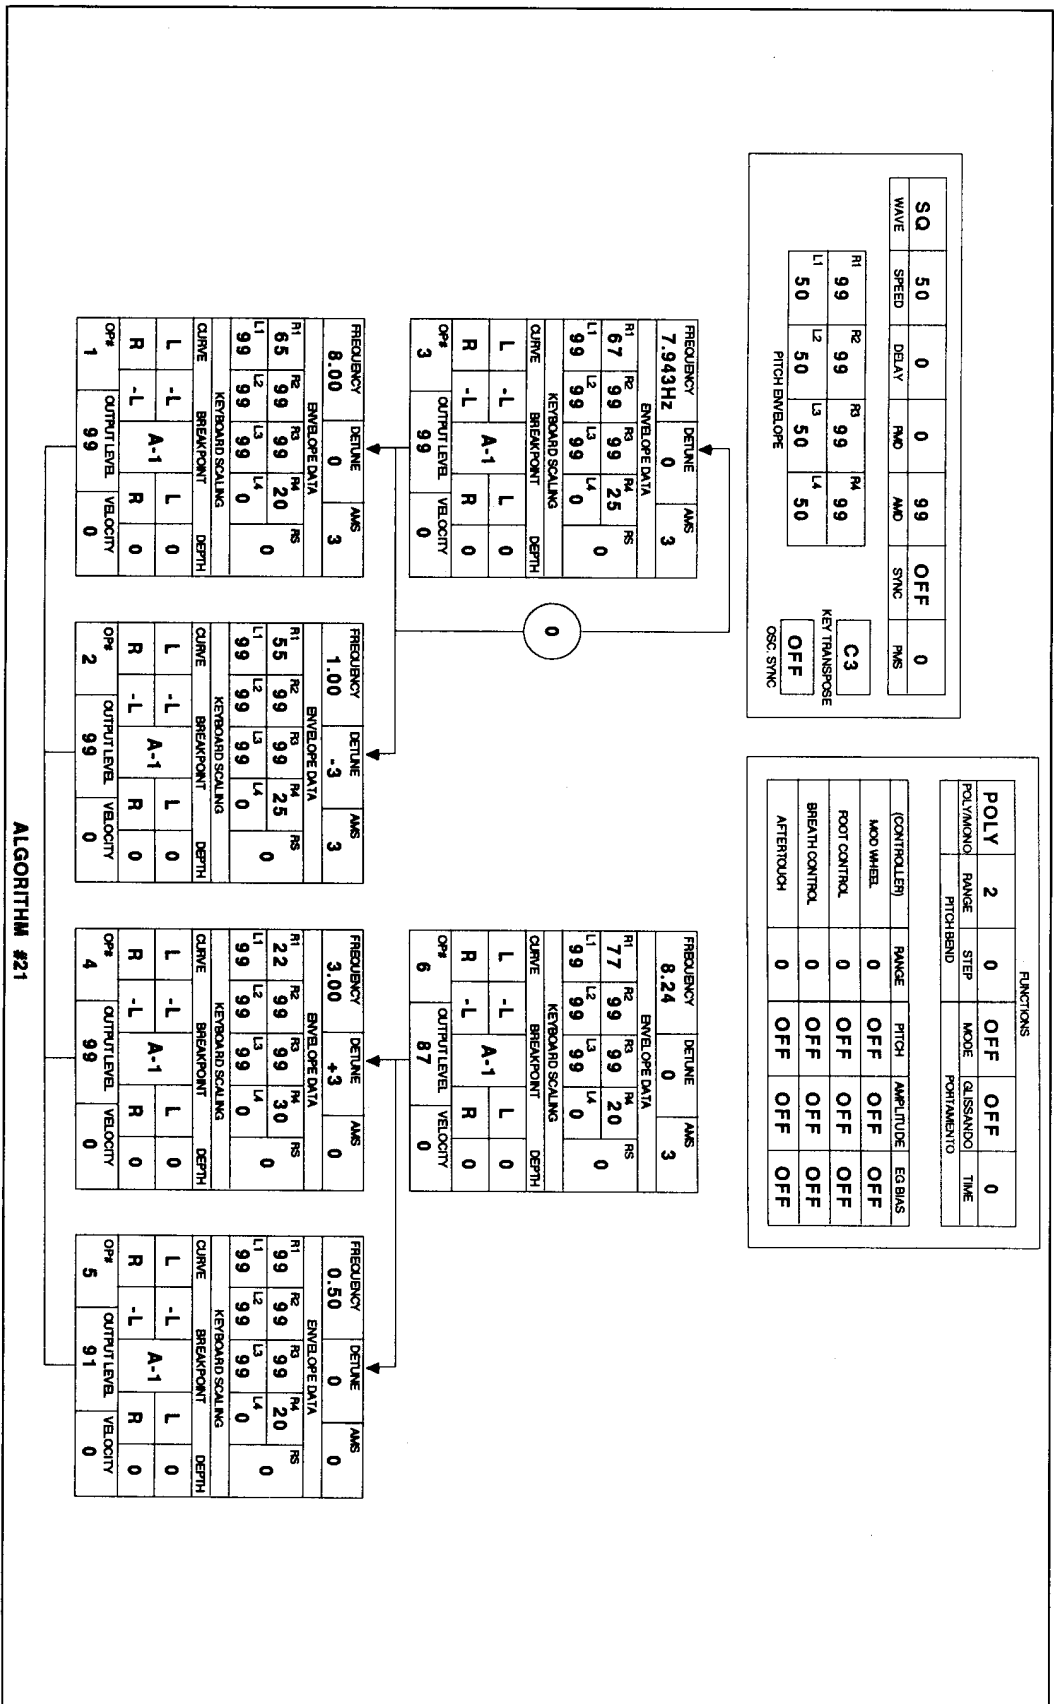 SQ 50 0 0 99 OFF 0
WAVE SPEED DELAY PMD AMD SYNC PMS
R1 99 R2 99 R3 99 R4 99
L1 50 L2 50 L3 50 L4 50
PITCH ENVELOPE
C3
KEY TRANSPOSE
OFF
OSC. SYNC
FUNCTIONS
POLY 2 0 OFF OFF 0
POLY/MONO RANGE STEP MODE GLISSANDO TIME
PITCH BEND PORTAMENTO
(CONTROLLER) RANGE PITCH AMPLITUDE EG BIAS
MOD WHEEL 0 OFF OFF OFF
FOOT CONTROL 0 OFF OFF OFF
BREATH CONTROL 0 OFF OFF OFF
AFTERTOUCH 0 OFF OFF OFF
FREQUENCY DETUNE AMS
7.943Hz 0 3
ENVELOPE DATA
R1 67 R2 99 R3 99 R4 25 RS
L1 99 L2 99 L3 99 L4 0 0
KEYBOARD SCALING
CURVE BREAKPOINT DEPTH
L -L A-1 L 0
R -L R 0
OP# OUTPUT LEVEL VELOCITY
3 99 0
0
FREQUENCY DETUNE AMS
8.24 0 3
ENVELOPE DATA
R1 77 R2 99 R3 99 R4 20 RS
L1 99 L2 99 L3 99 L4 0 0
KEYBOARD SCALING
CURVE BREAKPOINT DEPTH
L -L A-1 L 0
R -L R 0
OP# OUTPUT LEVEL VELOCITY
6 87 0
FREQUENCY DETUNE AMS
8.00 0 3
ENVELOPE DATA
R1 65 R2 99 R3 99 R4 20 RS
L1 99 L2 99 L3 99 L4 0 0
KEYBOARD SCALING
CURVE BREAKPOINT DEPTH
L -L A-1 L 0
R -L R 0
OP# OUTPUT LEVEL VELOCITY
1 99 0
FREQUENCY DETUNE AMS
1.00 -3 3
ENVELOPE DATA
R1 55 R2 99 R3 99 R4 25 RS
L1 99 L2 99 L3 99 L4 0 0
KEYBOARD SCALING
CURVE BREAKPOINT DEPTH
L -L A-1 L 0
R -L R 0
OP# OUTPUT LEVEL VELOCITY
2 99 0
FREQUENCY DETUNE AMS
3.00 +3 0
ENVELOPE DATA
R1 22 R2 99 R3 99 R4 30 RS
L1 99 L2 99 L3 99 L4 0 0
KEYBOARD SCALING
CURVE BREAKPOINT DEPTH
L -L A-1 L 0
R -L R 0
OP# OUTPUT LEVEL VELOCITY
4 99 0
FREQUENCY DETUNE AMS
0.50 0 0
ENVELOPE DATA
R1 99 R2 99 R3 99 R4 20 RS
L1 99 L2 99 L3 99 L4 0 0
KEYBOARD SCALING
CURVE BREAKPOINT DEPTH
L -L A-1 L 0
R -L R 0
OP# OUTPUT LEVEL VELOCITY
5 91 0
ALGORITHM #21